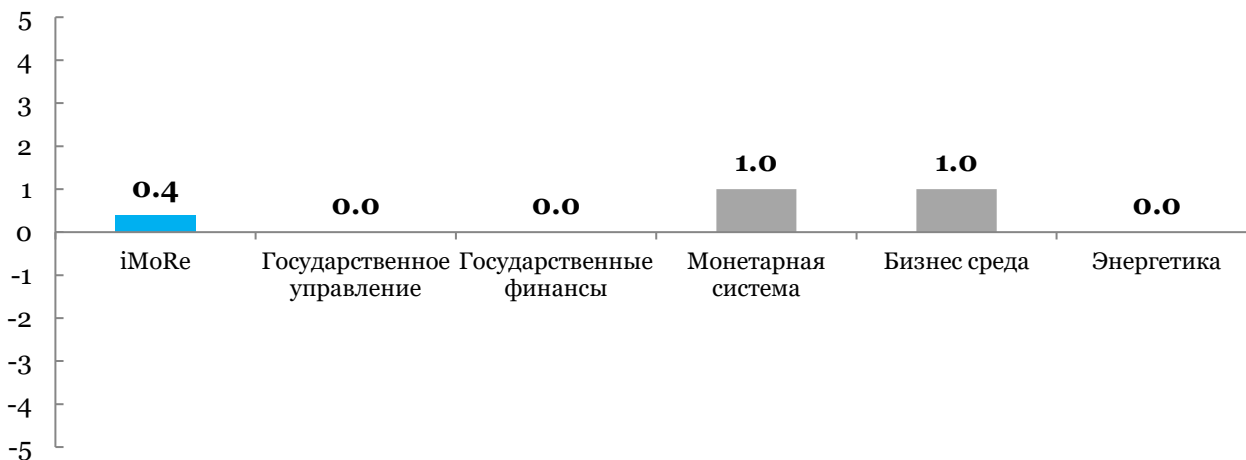 5
4
3
2
1
0
-1
-2
-3
-4
-5
0.4
0.0
0.0
1.0
1.0
0.0
iMoRe
Государственное
управление
Государственные
финансы
Монетарная
система
Бизнес среда
Энергетика